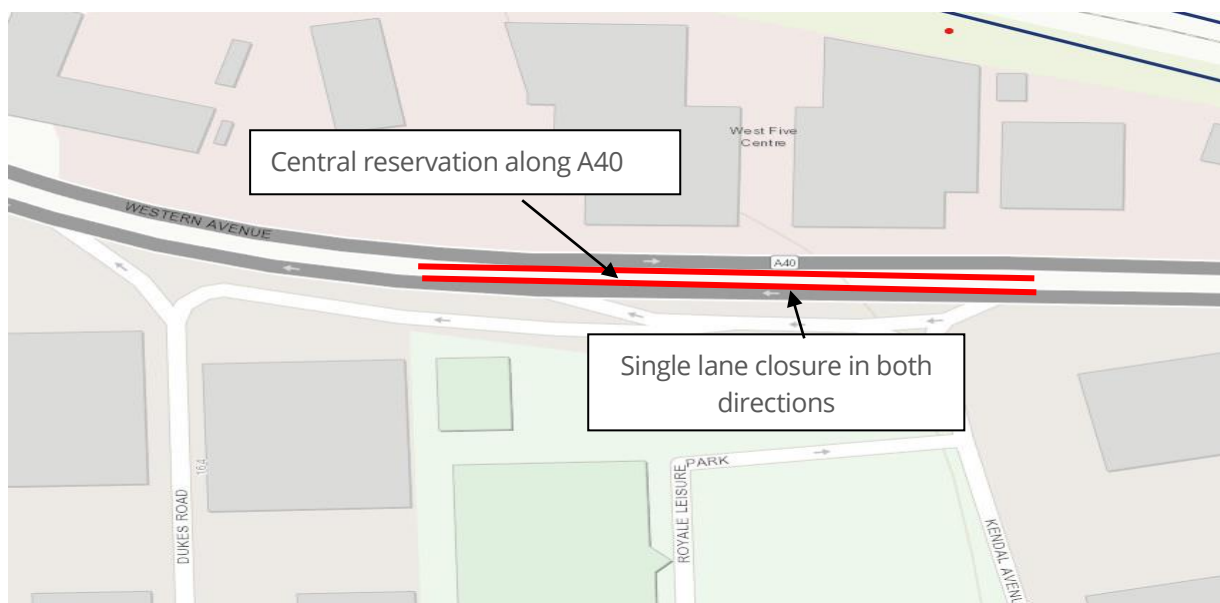 West Five
Centre
Central reservation along A40
WESTERN AVENUE
A40
Single lane closure in both
directions
PARK
ROYALE LEISURE
164
DUKES ROAD
KENDAL AVENU